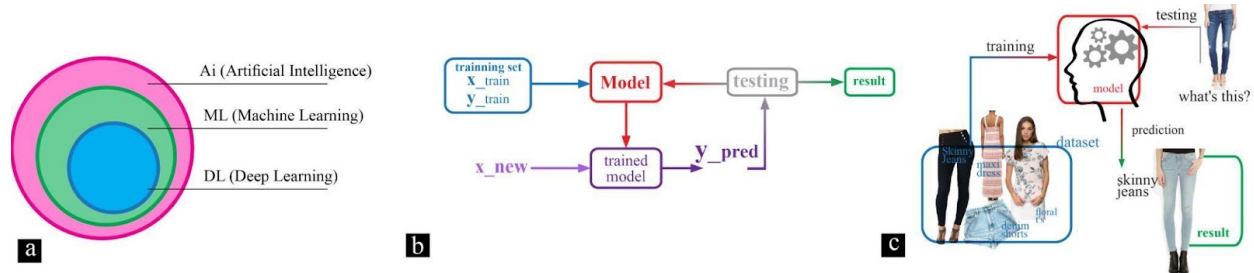 Ai (Artificial Intelligence)
ML (Machine Learning)
DL (Deep Learning)
a
trainning set
x_train
y_train
Model
testing
result
x_new
trained
model
y_pred
b
training
testing
model
what's this?
prediction
dataset
Skinny
Jeans
maxi
dress
floral
denim
shorts
skinny
jeans
result
c